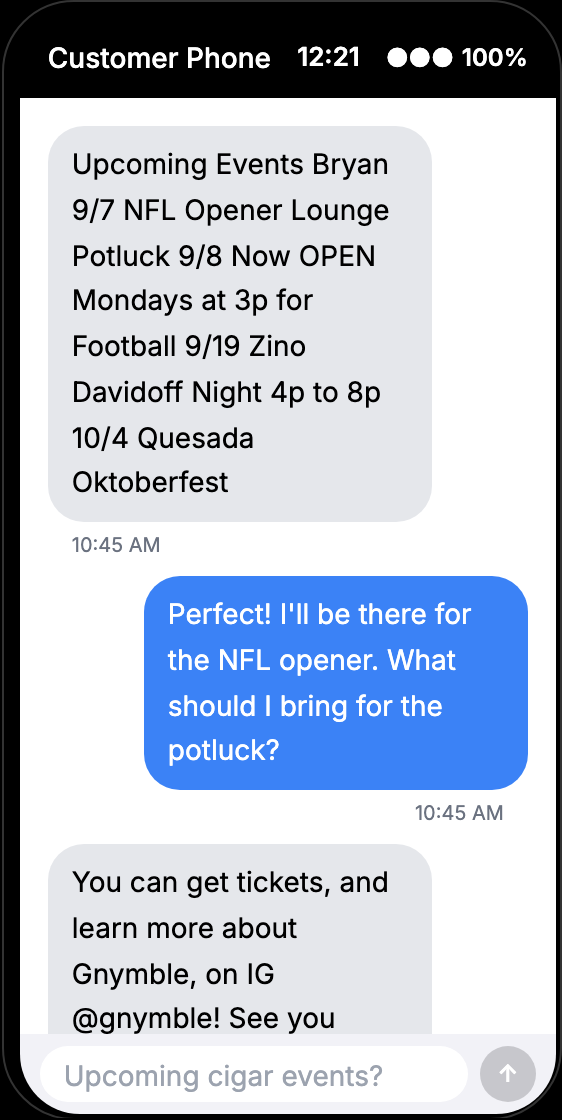 Customer Phone 12:21 100%
Upcoming Events Bryan
9/7 NFL Opener Lounge
Potluck 9/8 Now OPEN
Mondays at 3p for
Football 9/19 Zino
Davidoff Night 4p to 8p
10/4 Quesada
Oktoberfest
10:45 AM
Perfect! I'll be there for
the NFL opener. What
should I bring for the
potluck?
10:45 AM
You can get tickets, and
learn more about
Gnymble, on IG
@gnymble! See you
Upcoming cigar events?